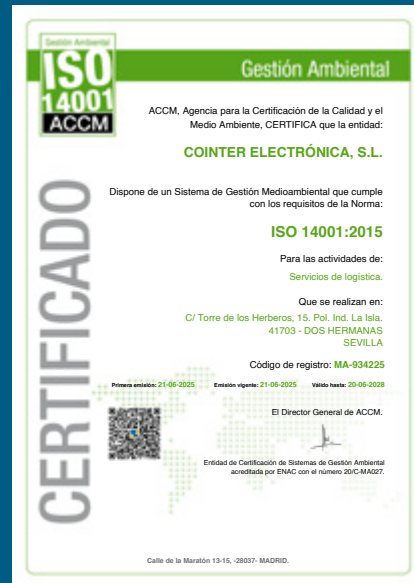 Gestión Ambiental
ISO
14001
ACCM
Gestión Ambiental
ACCM, Agencia para la Certificación de la Calidad y el
Medio Ambiente, CERTIFICA que la entidad:
COINTER ELECTRÓNICA, S.L.
Dispone de un Sistema de Gestión Medioambiental que cumple
con los requisitos de la Norma:
ISO 14001:2015
Para las actividades de:
Servicios de logística.
Que se realizan en:
C/ Torre de los Herberos, 15. Pol. Ind. La Isla.
41703 - DOS HERMANAS
SEVILLA
Código de registro: MA-934225
Primera emisión: 21-06-2025 Emisión vigente: 21-06-2025 Válido hasta: 20-06-2028
El Director General de ACCM.
Entidad de Certificación de Sistemas de Gestión Ambiental
acreditada por ENAC con el número 20/C-MA027.
CERTIFICADO
Calle de la Maratón 13-15, -28037- MADRID.